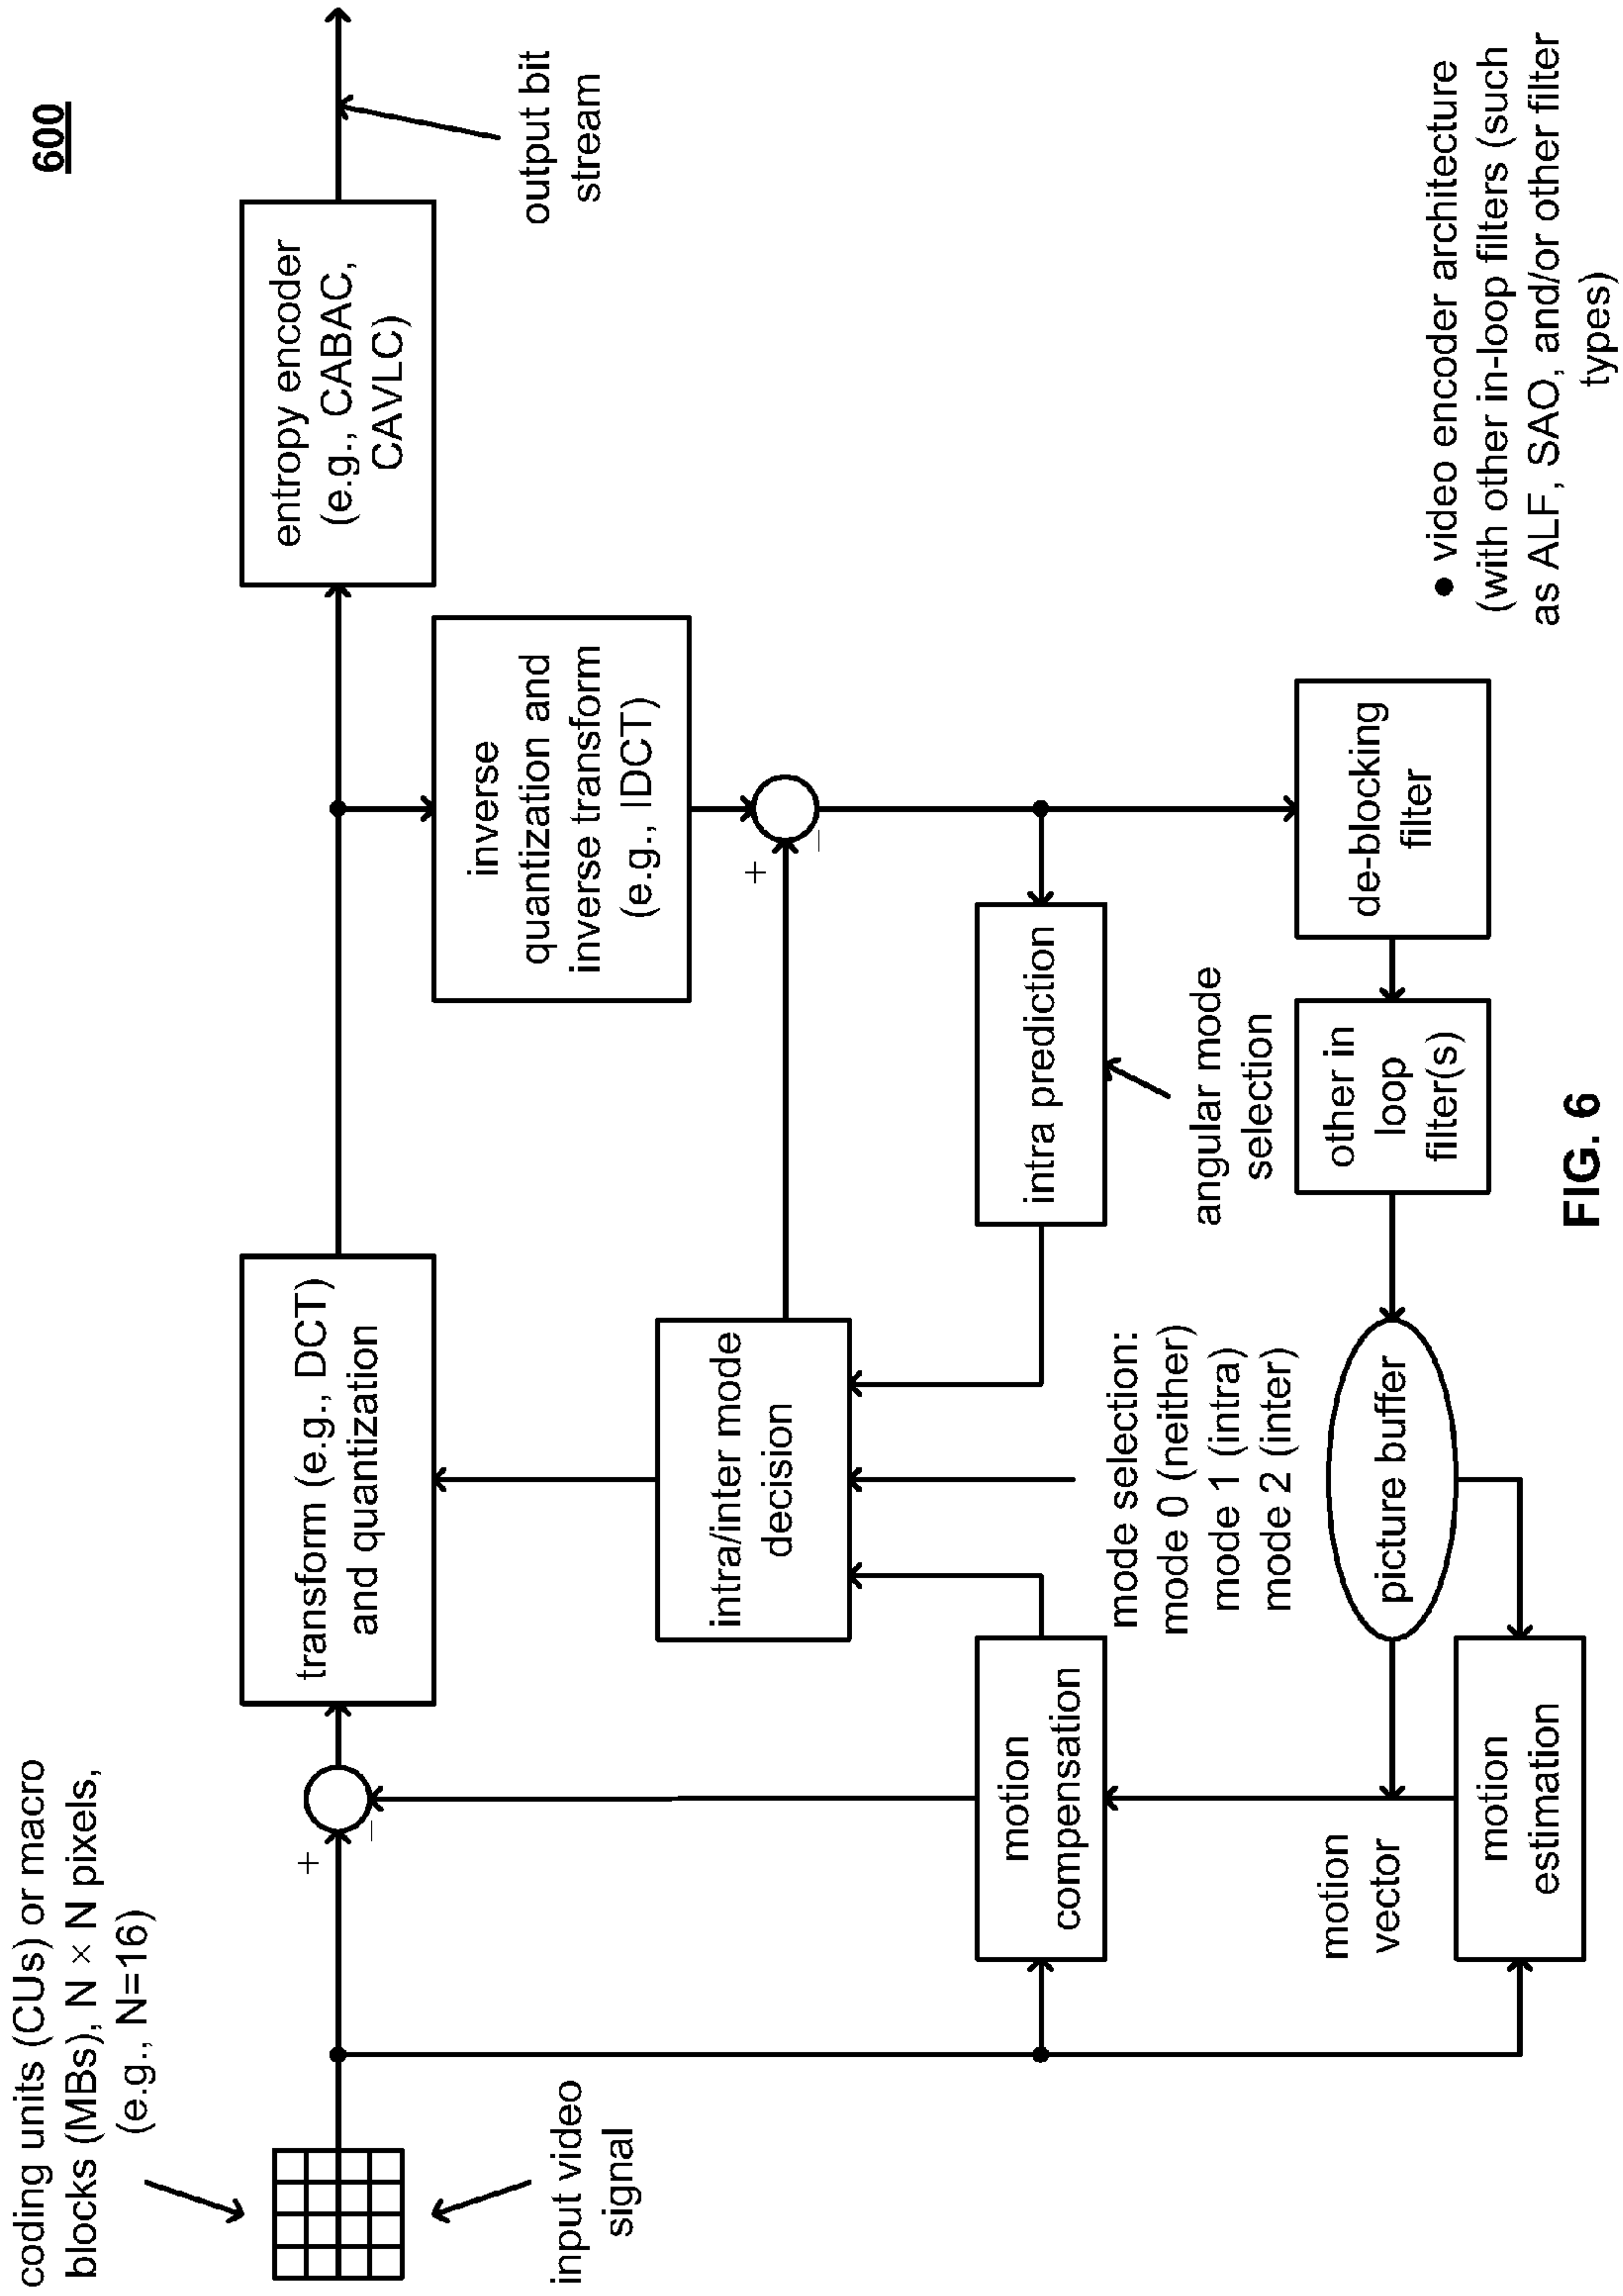 600
coding units (CUs) or macro
blocks (MBs), N × N pixels,
(e.g., N=16)
input video
signal
+
–
transform (e.g., DCT)
and quantization
entropy encoder
(e.g., CABAC,
CAVLC)
output bit
stream
inverse
quantization and
inverse transform
(e.g., IDCT)
+
–
intra/inter mode
decision
motion
compensation
mode selection:
mode 0 (neither)
mode 1 (intra)
mode 2 (inter)
intra prediction
angular mode
selection
motion
vector
motion
estimation
picture buffer
other in
loop
filter(s)
de-blocking
filter
● video encoder architecture
(with other in-loop filters (such
as ALF, SAO, and/or other filter
types)
FIG. 6